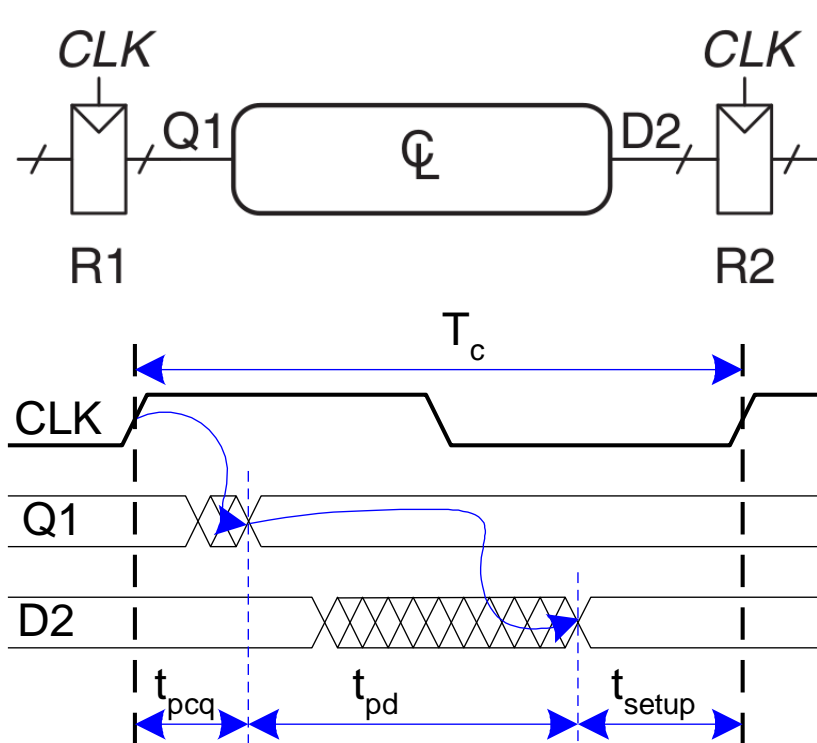 CLK CLK
Q1 CL D2
R1 R2
Tc
CLK
Q1
D2
tpcq tpd tsetup